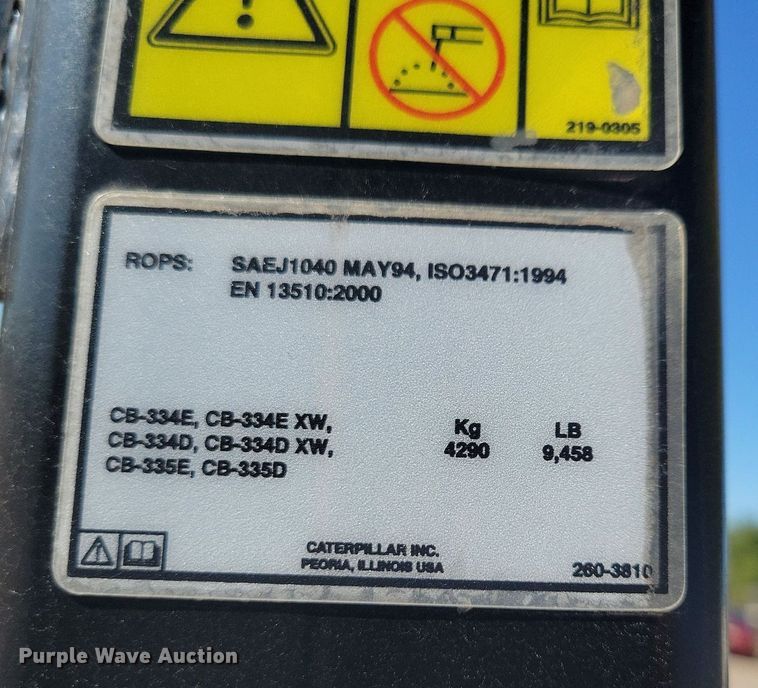 219-0305
ROPS: SAEJ1040 MAY94, ISO3471:1994
EN 13510:2000
CB-334E, CB-334E XW,
CB-334D, CB-334D XW,
CB-335E, CB-335D
Kg LB
4290 9,458
CATERPILLAR INC.
PEORIA, ILLINOIS USA
260-3810
Purple Wave Auction